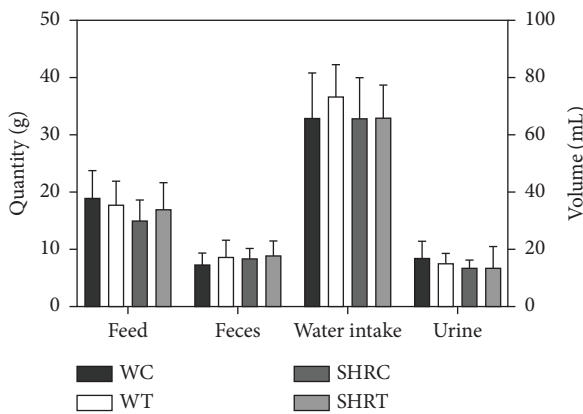 50
40
30
20
10
0
Quantity (g)
100
80
60
40
20
0
Volume (mL)
Feed Feces Water intake Urine
WC SHRC
WT SHRT